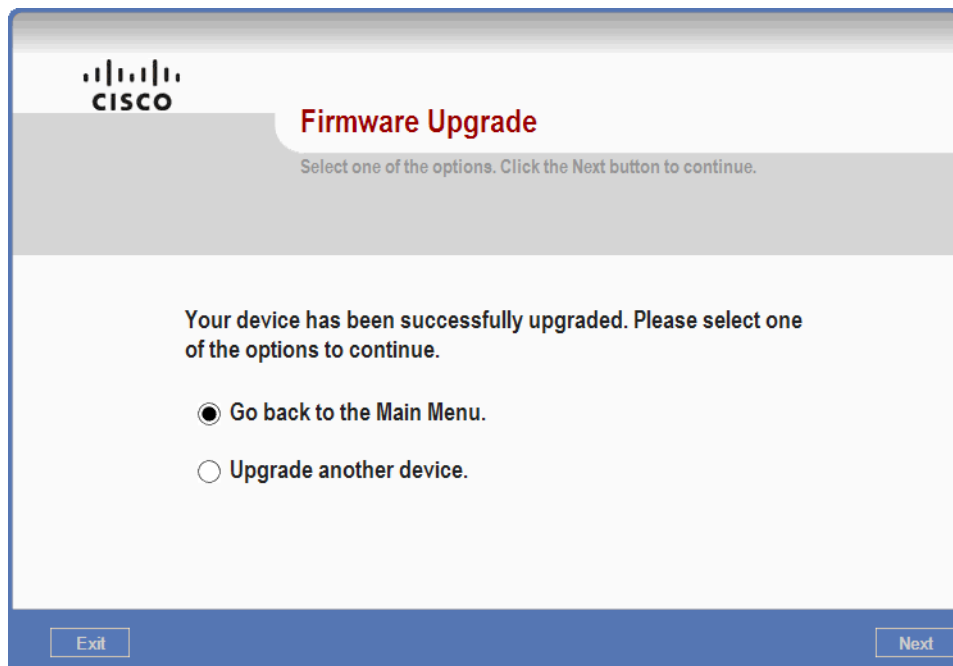 CISCO
Firmware Upgrade
Select one of the options. Click the Next button to continue.
Your device has been successfully upgraded. Please select one
of the options to continue.
Go back to the Main Menu.
Upgrade another device.
Exit
Next